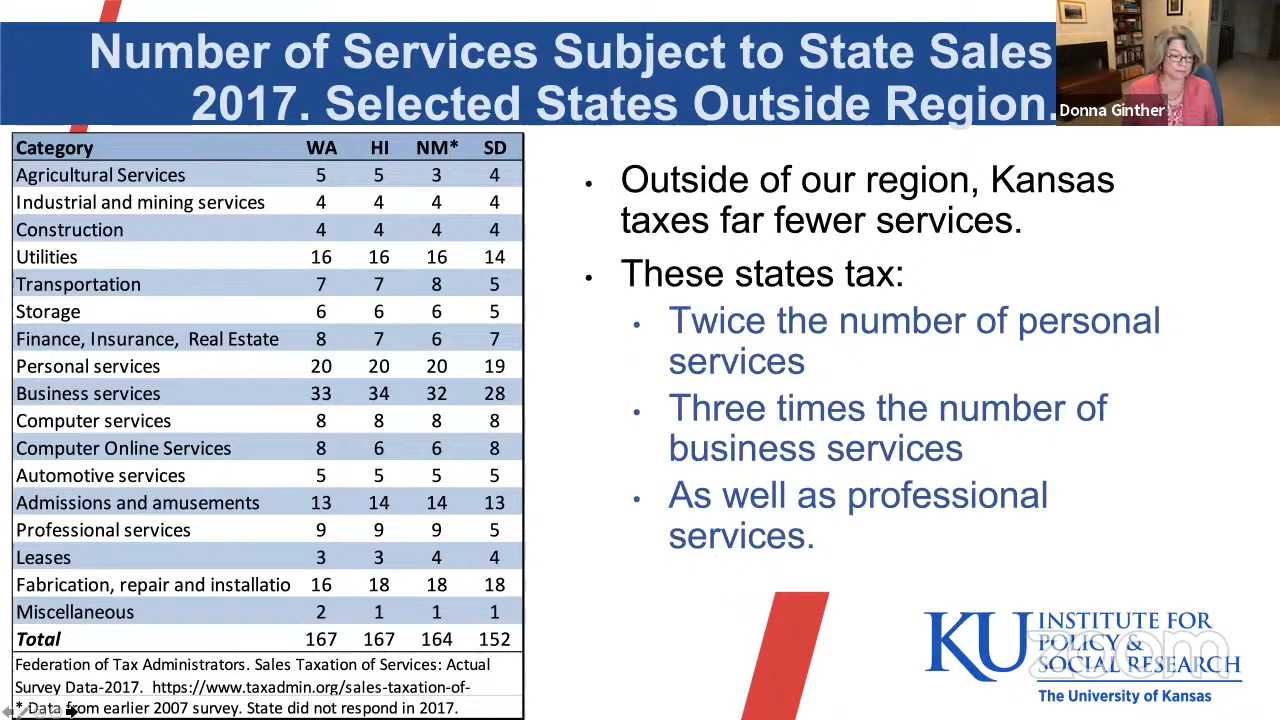 Number of Services Subject to State Sales
2017. Selected States Outside Region.
Donna Ginther
Category WA HI NM* SD
Agricultural Services 5 5 3 4
Industrial and mining services 4 4 4 4
Construction 4 4 4 4
Utilities 16 16 16 14
Transportation 7 7 8 5
Storage 6 6 6 5
Finance, Insurance, Real Estate 8 7 6 7
Personal services 20 20 20 19
Business services 33 34 32 28
Computer services 8 8 8 8
Computer Online Services 8 6 6 8
Automotive services 5 5 5 5
Admissions and amusements 13 14 14 13
Professional services 9 9 9 5
Leases 3 3 4 4
Fabrication, repair and installatio 16 18 18 18
Miscellaneous 2 1 1 1
Total 167 167 164 152
Federation of Tax Administrators. Sales Taxation of Services: Actual
Survey Data-2017. https://www.taxadmin.org/sales-taxation-of-
* Data from earlier 2007 survey. State did not respond in 2017.
• Outside of our region, Kansas
taxes far fewer services.
• These states tax:
• Twice the number of personal
services
• Three times the number of
business services
• As well as professional
services.
KU INSTITUTE FOR
POLICY &
SOCIAL RESEARCH
The University of Kansas
zoom